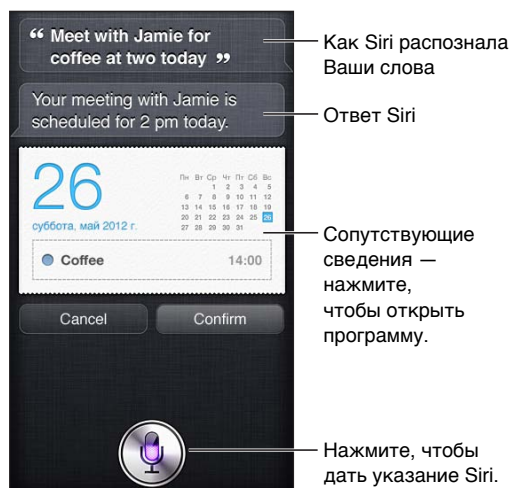 “ Meet with Jamie for
coffee at two today ”
Как Siri распознала
Ваши слова
Your meeting with Jamie is
scheduled for 2 pm today.
Ответ Siri
26
суббота, май 2012 г.
Пн Вт Ср Чт Пт Сб Вс
1 2 3 4 5
6 7 8 9 10 11 12
13 14 15 16 17 18 19
20 21 22 23 24 25 26
27 28 29 30 31
Coffee 14:00
Сопутствующие
сведения —
нажмите,
чтобы открыть
программу.
Cancel Confirm
Нажмите, чтобы
дать указание Siri.